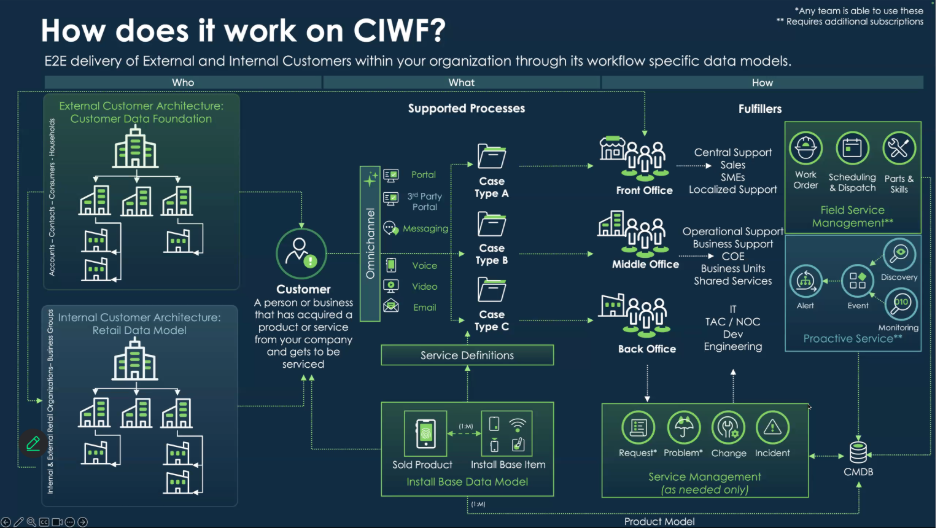 *Any team is able to use these
** Requires additional subscriptions
How does it work on CIWF?
E2E delivery of External and Internal Customers within your organization through its workflow specific data models.
Who
What
How
External Customer Architecture:
Customer Data Foundation
Accounts – Contacts – Consumers - Households
Internal Customer Architecture:
Retail Data Model
Internal & External Retail Organizations– Business Groups
Customer
A person or business
that has acquired a
product or service
from your company
and gets to be
serviced
Supported Processes
Omnichannel
Portal
3rd Party
Portal
Messaging
Voice
Video
Email
Case
Type A
Case
Type B
Case
Type C
Service Definitions
(1:M)
Sold Product
Install Base Item
Install Base Data Model
(1:M)
Fulfillers
Front Office
Central Support
Sales
SMEs
Localized Support
Middle Office
Operational Support
Business Support
COE
Business Units
Shared Services
Back Office
IT
TAC / NOC
Dev
Engineering
Work
Order
Scheduling
& Dispatch
Parts &
Skills
Field Service
Management**
Discovery
Alert
Event
010
Monitoring
Proactive Service**
Request*
Problem*
Change
Incident
Service Management
(as needed only)
CMDB
Product Model